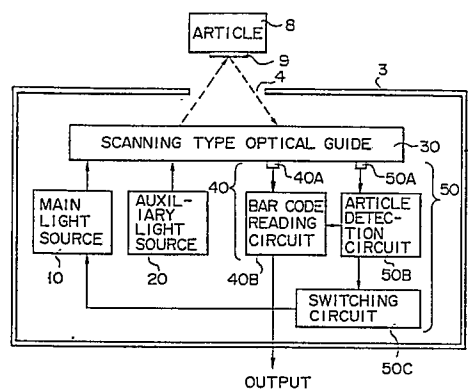 ARTICLE
8
9
4
3
SCANNING TYPE OPTICAL GUIDE
30
40
40A
50A
50
MAIN
LIGHT
SOURCE
AUXIL-
IARY
LIGHT
SOURCE
BAR CODE
READING
CIRCUIT
ARTICLE
DETEC-
TION
CIRCUIT
10
20
40B
50B
SWITCHING
CIRCUIT
50C
OUTPUT